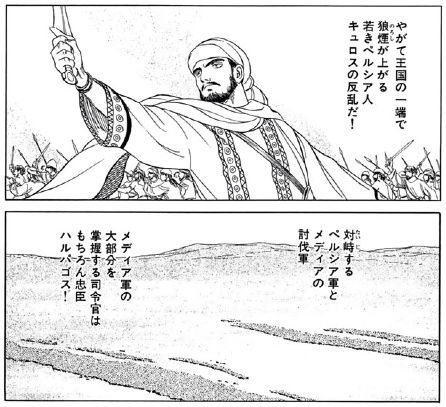 やがて王国の一端で
狼煙が上がる
若きペルシア人
キュロスの反乱だ！
対峙する
ペルシア軍と
メディアの
討伐軍
メディア軍の
大部分を
掌握する司令官は
もちろん忠臣
ハルパゴス！